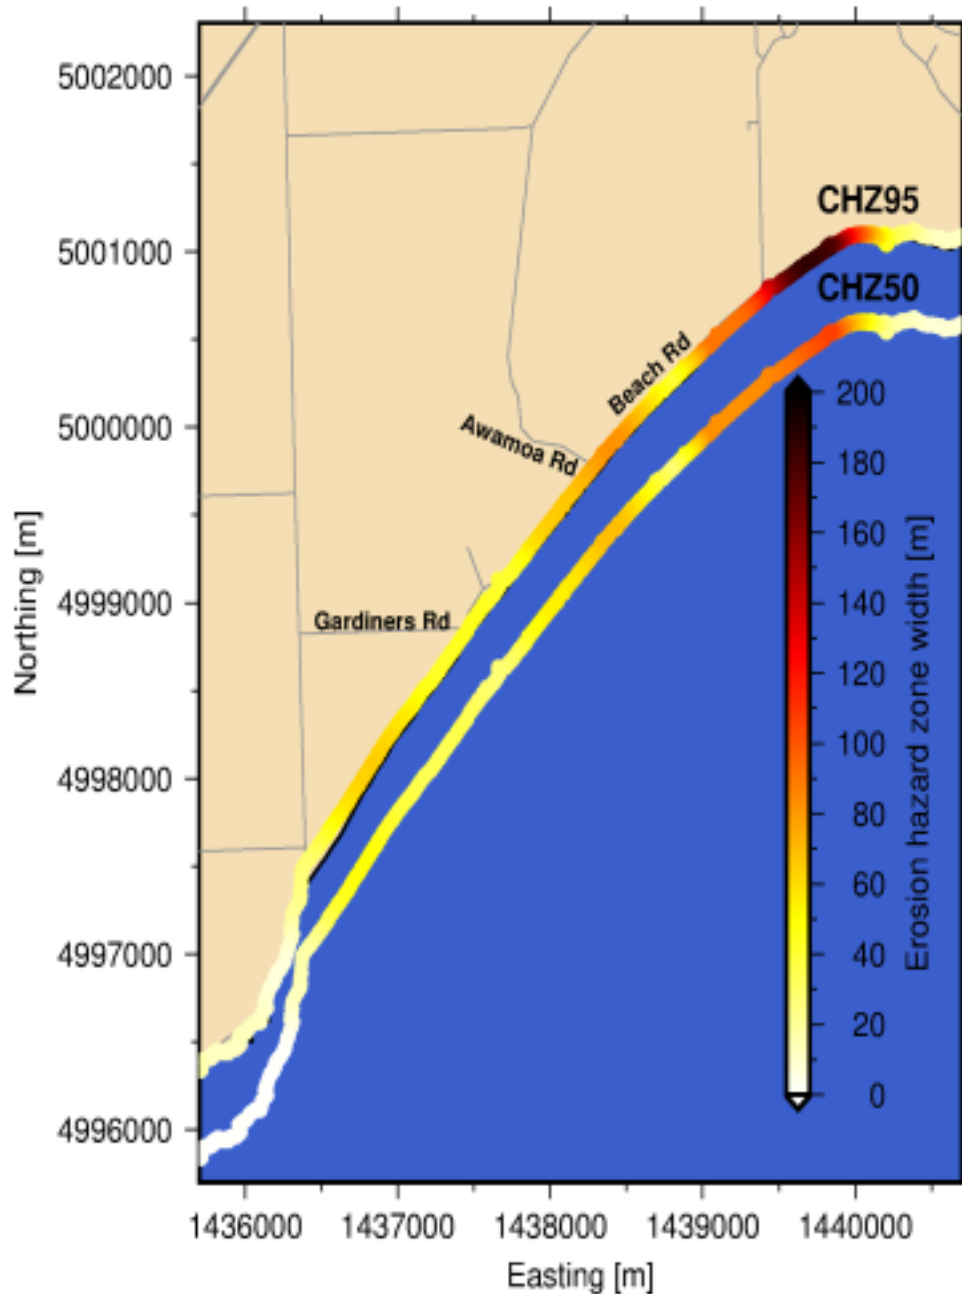 5002000
5001000
5000000
4999000
4998000
4997000
4996000
Northing [m]
CHZ95
CHZ50
Beach Rd
Awamoa Rd
Gardiners Rd
200
180
160
140
120
100
80
60
40
20
0
Erosion hazard zone width [m]
1436000 1437000 1438000 1439000 1440000
Easting [m]